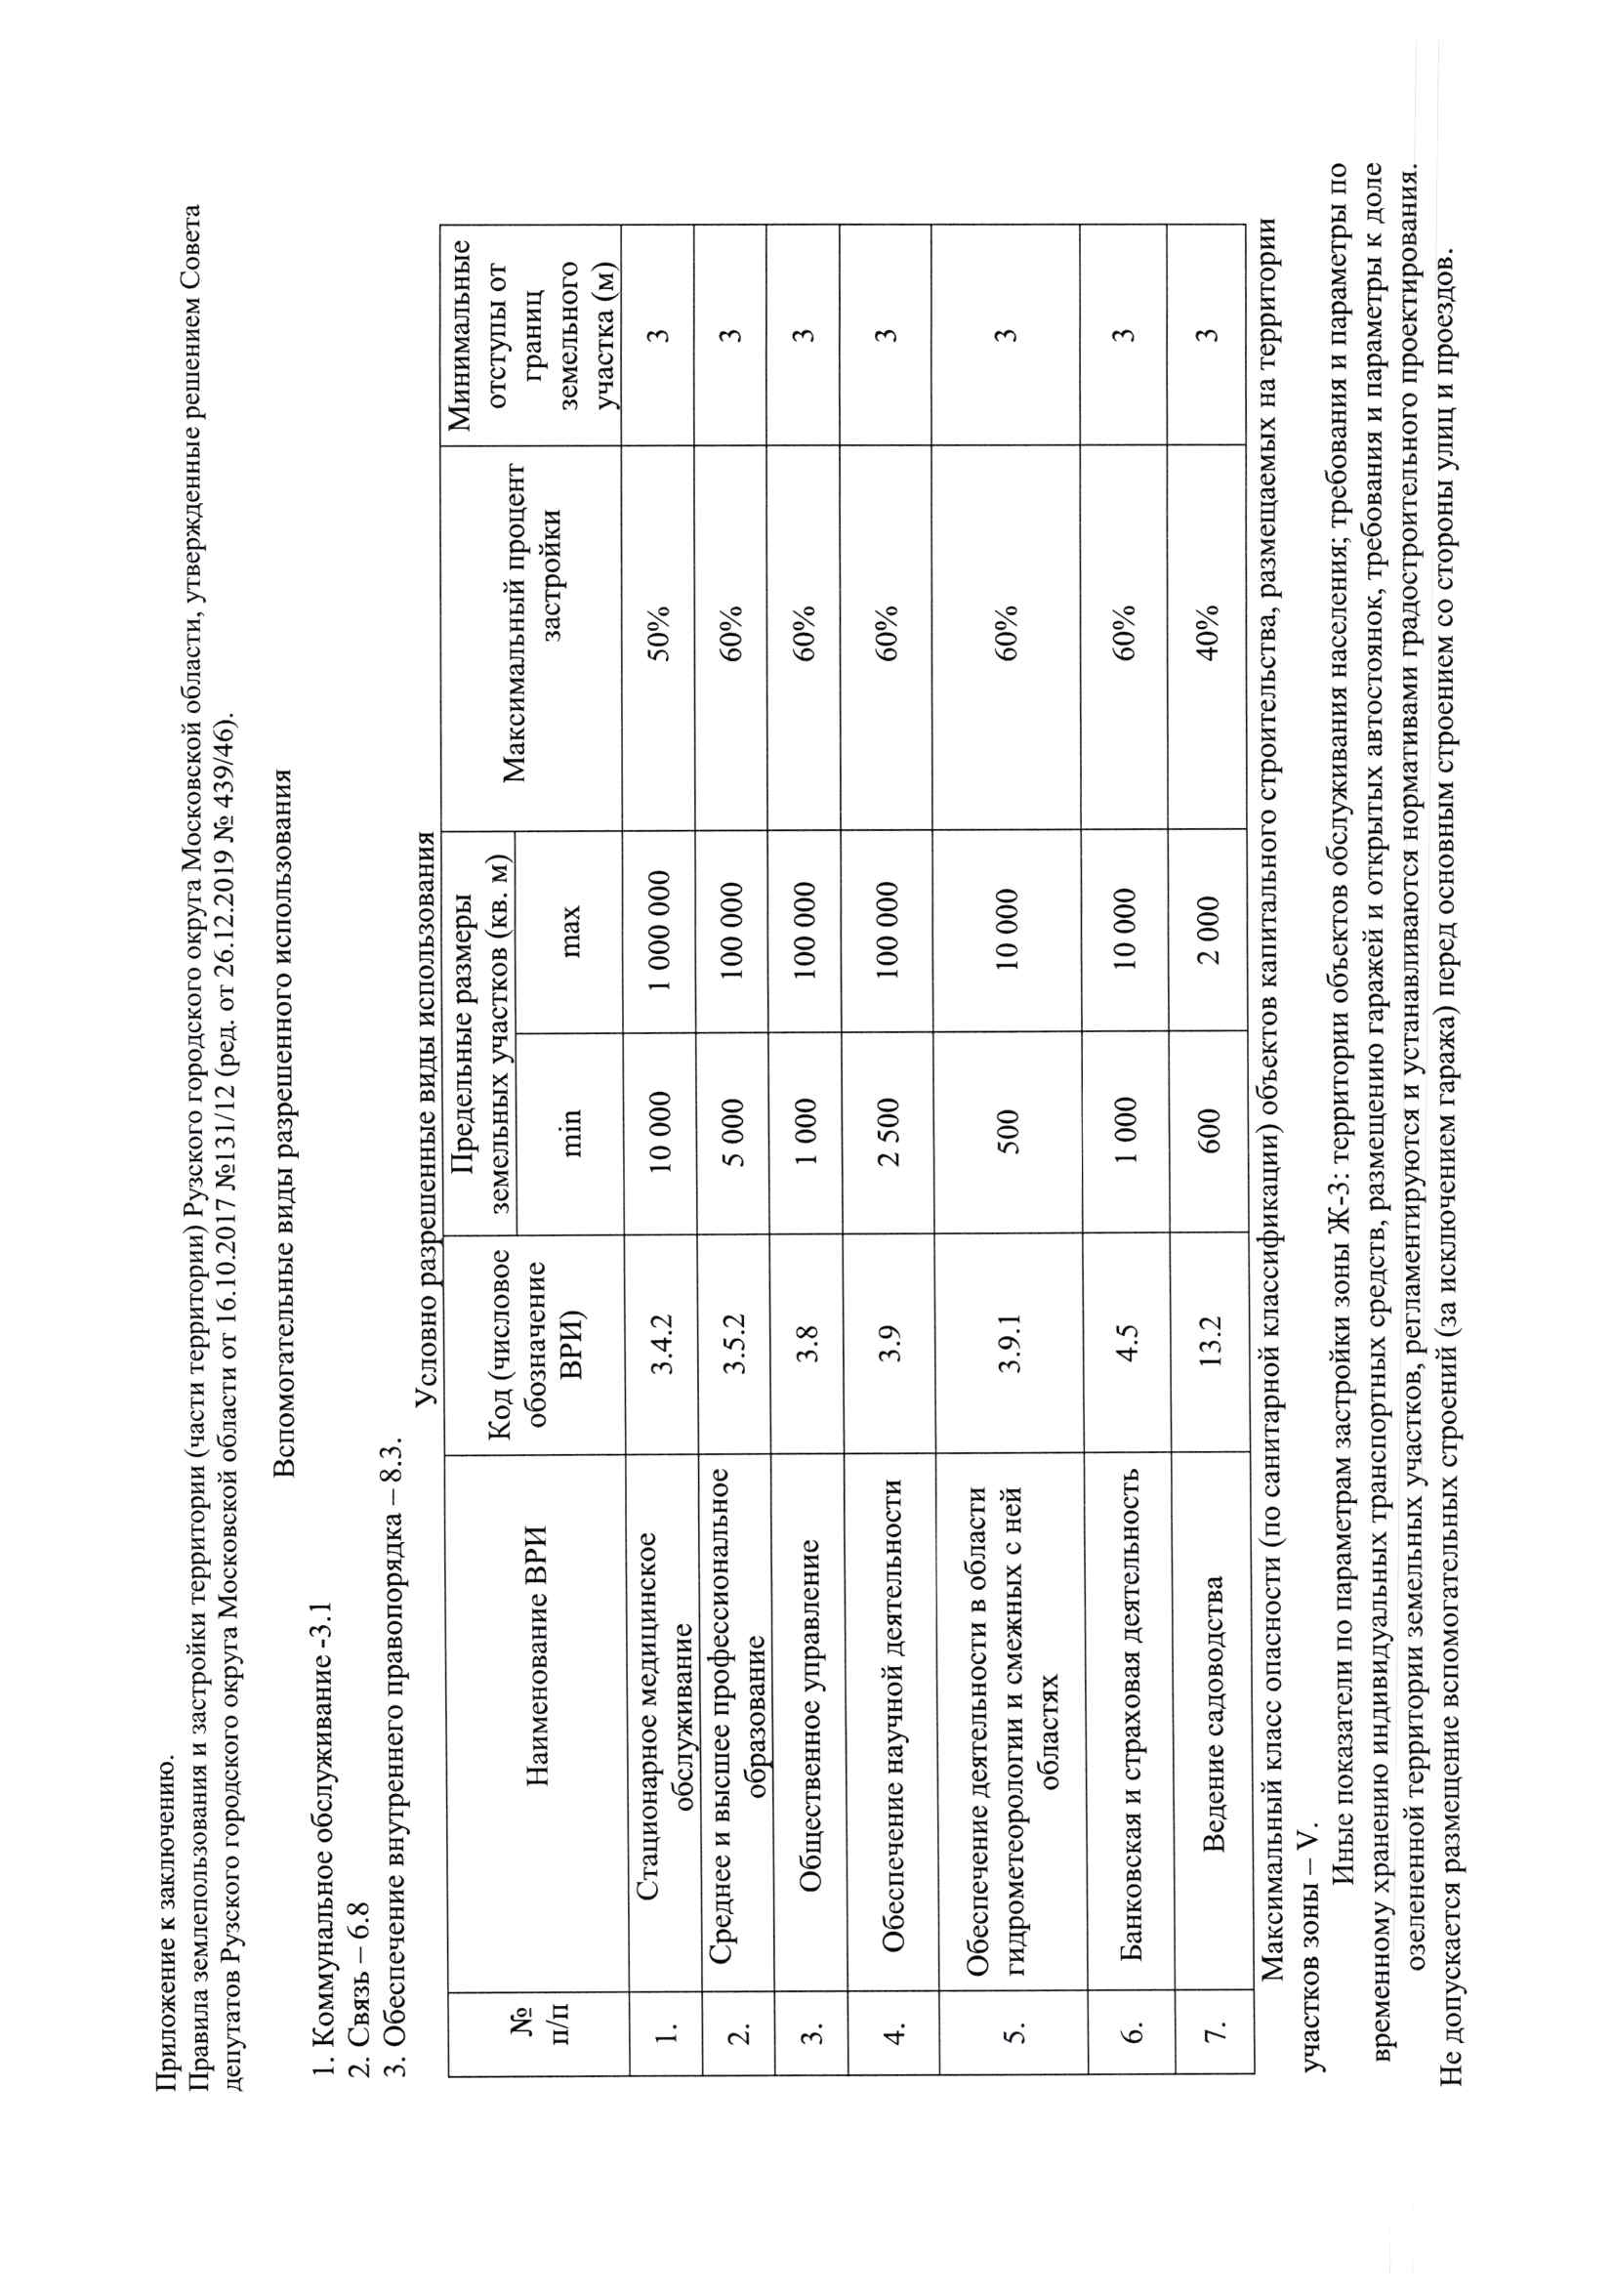 Приложение к заключению.
Правила землепользования и застройки территории (части территории) Рузского городского округа Московской области, утвержденные решением Совета
депутатов Рузского городского округа Московской области от 16.10.2017 №131/12 (ред. от 26.12.2019 № 439/46).
Вспомогательные виды разрешенного использования
1. Коммунальное обслуживание -3.1
2. Связь – 6.8
3. Обеспечение внутреннего правопорядка – 8.3.
Условно разрешенные виды использования
№ п/п Наименование ВРИ Код (числовое обозначение ВРИ) Предельные размеры земельных участков (кв. м) Максимальный процент застройки Минимальные отступы от границ земельного участка (м)
min max
1. Стационарное медицинское обслуживание 3.4.2 10 000 1 000 000 50% 3
2. Среднее и высшее профессиональное образование 3.5.2 5 000 100 000 60% 3
3. Общественное управление 3.8 1 000 100 000 60% 3
4. Обеспечение научной деятельности 3.9 2 500 100 000 60% 3
5. Обеспечение деятельности в области гидрометеорологии и смежных с ней областях 3.9.1 500 10 000 60% 3
6. Банковская и страховая деятельность 4.5 1 000 10 000 60% 3
7. Ведение садоводства 13.2 600 2 000 40% 3
Максимальный класс опасности (по санитарной классификации) объектов капитального строительства, размещаемых на территории
участков зоны – V.
Иные показатели по параметрам застройки зоны Ж-3: территории объектов обслуживания населения; требования и параметры по
временному хранению индивидуальных транспортных средств, размещению гаражей и открытых автостоянок, требования и параметры к доле
озелененной территории земельных участков, регламентируются и устанавливаются нормативами градостроительного проектирования.
Не допускается размещение вспомогательных строений (за исключением гаража) перед основным строением со стороны улиц и проездов.